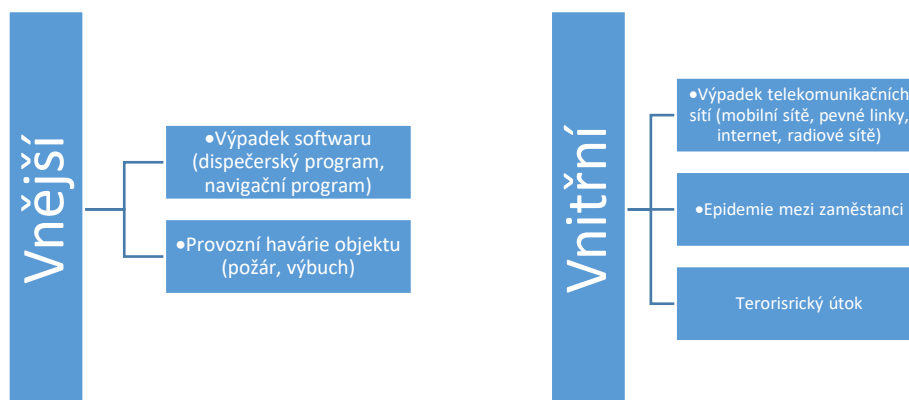 Vnější
•Výpadek softwaru
(dispečerský program,
navigační program)
•Provozní havárie objektu
(požár, výbuch)
Vnitřní
•Výpadek telekomunikačních
sítí (mobilní sítě, pevné linky,
internet, radiové sítě)
•Epidemie mezi zaměstanci
Terorisrický útok